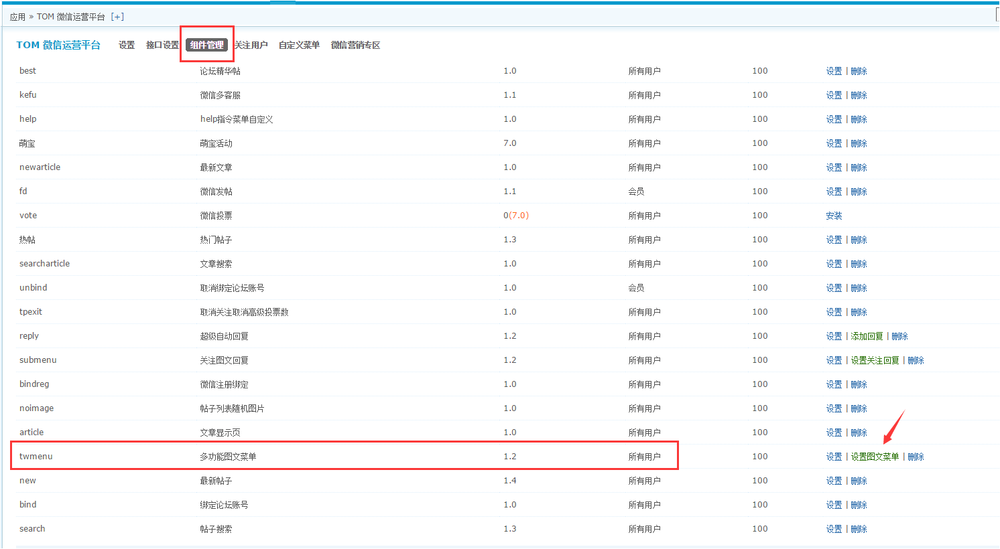 应用 » TOM 微信运营平台 [+]
TOM 微信运营平台 设置 接口设置 组件管理 关注用户 自定义菜单 微信营销专区
best 论坛精华帖 1.0 所有用户 100 设置 | 删除
kefu 微信多客服 1.1 所有用户 100 设置 | 删除
help help指令菜单自定义 1.0 所有用户 100 设置 | 删除
萌宝 萌宝活动 7.0 所有用户 100 设置 | 删除
newarticle 最新文章 1.0 所有用户 100 设置 | 删除
fd 微信发帖 1.1 会员 100 设置 | 删除
vote 微信投票 0(7.0) 所有用户 100 安装
热帖 热门帖子 1.3 所有用户 100 设置 | 删除
searcharticle 文章搜索 1.0 所有用户 100 设置 | 删除
unbind 取消绑定论坛账号 1.0 会员 100 设置 | 删除
tpexit 取消关注取消高级投票数 1.0 所有用户 100 设置 | 删除
reply 超级自动回复 1.2 所有用户 100 设置 | 添加回复 | 删除
submenu 关注图文回复 1.2 所有用户 100 设置 | 设置关注回复 | 删除
bindreg 微信注册绑定 1.0 所有用户 100 设置 | 删除
noimage 帖子列表随机图片 1.0 所有用户 100 设置 | 删除
article 文章显示页 1.0 所有用户 100 设置 | 删除
twmenu 多功能图文菜单 1.2 所有用户 100 设置 | 设置图文菜单 | 删除
new 最新帖子 1.4 所有用户 100 设置 | 删除
bind 绑定论坛账号 1.0 所有用户 100 设置 | 删除
search 帖子搜索 1.3 所有用户 100 设置 | 删除